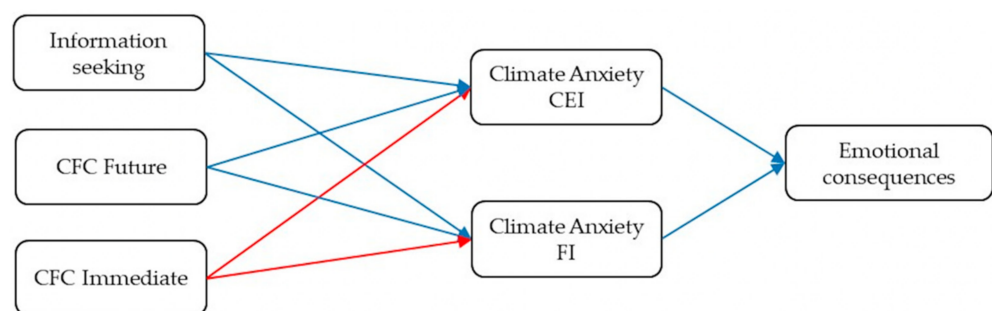 Information
seeking
CFC Future
CFC Immediate
Climate Anxiety
CEI
Climate Anxiety
FI
Emotional
consequences